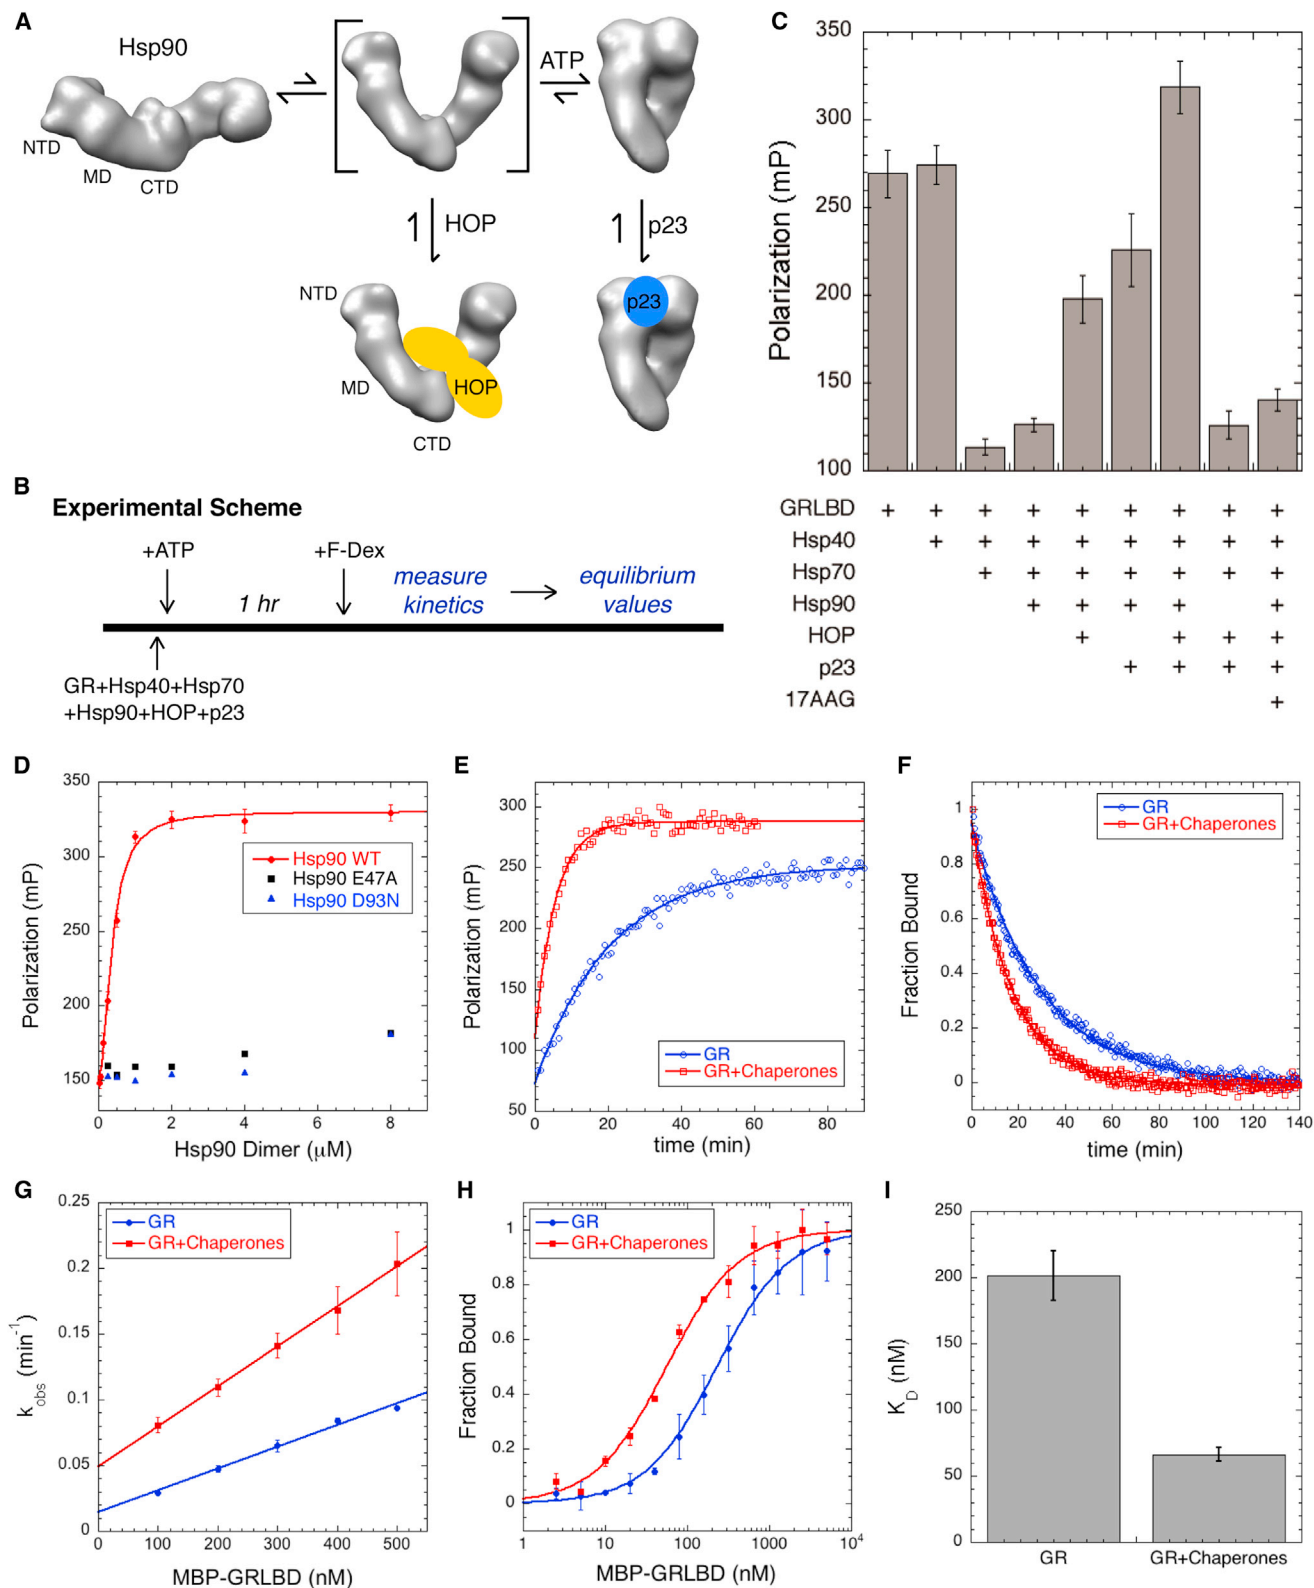 A
Hsp90
ATP
NTD
MD
CTD
HOP
p23
NTD
MD
HOP
CTD
p23
B
Experimental Scheme
+ATP
+F-Dex
1 hr
measure
kinetics
equilibrium
values
GR+Hsp40+Hsp70
+Hsp90+HOP+p23
C
Polarization (mP)
350
300
250
200
150
100
GRLBD + + + + + + + + +
Hsp40 + + + + + + + +
Hsp70 + + + + + + +
Hsp90 + + + + +
HOP + + + +
p23 + + + +
17AAG +
D
Polarization (mP)
350
300
250
200
150
Hsp90 WT
Hsp90 E47A
Hsp90 D93N
0 2 4 6 8
Hsp90 Dimer (μM)
E
Polarization (mP)
300
250
200
150
100
50
GR
GR+Chaperones
0 20 40 60 80
time (min)
F
Fraction Bound
1
0.8
0.6
0.4
0.2
0
GR
GR+Chaperones
0 20 40 60 80 100 120 140
time (min)
G
kobs (min-1)
0.25
0.2
0.15
0.1
0.05
0
GR
GR+Chaperones
0 100 200 300 400 500
MBP-GRLBD (nM)
H
Fraction Bound
1
0.8
0.6
0.4
0.2
0
GR
GR+Chaperones
1 10 100 1000 10⁴
MBP-GRLBD (nM)
I
KD (nM)
250
200
150
100
50
0
GR GR+Chaperones